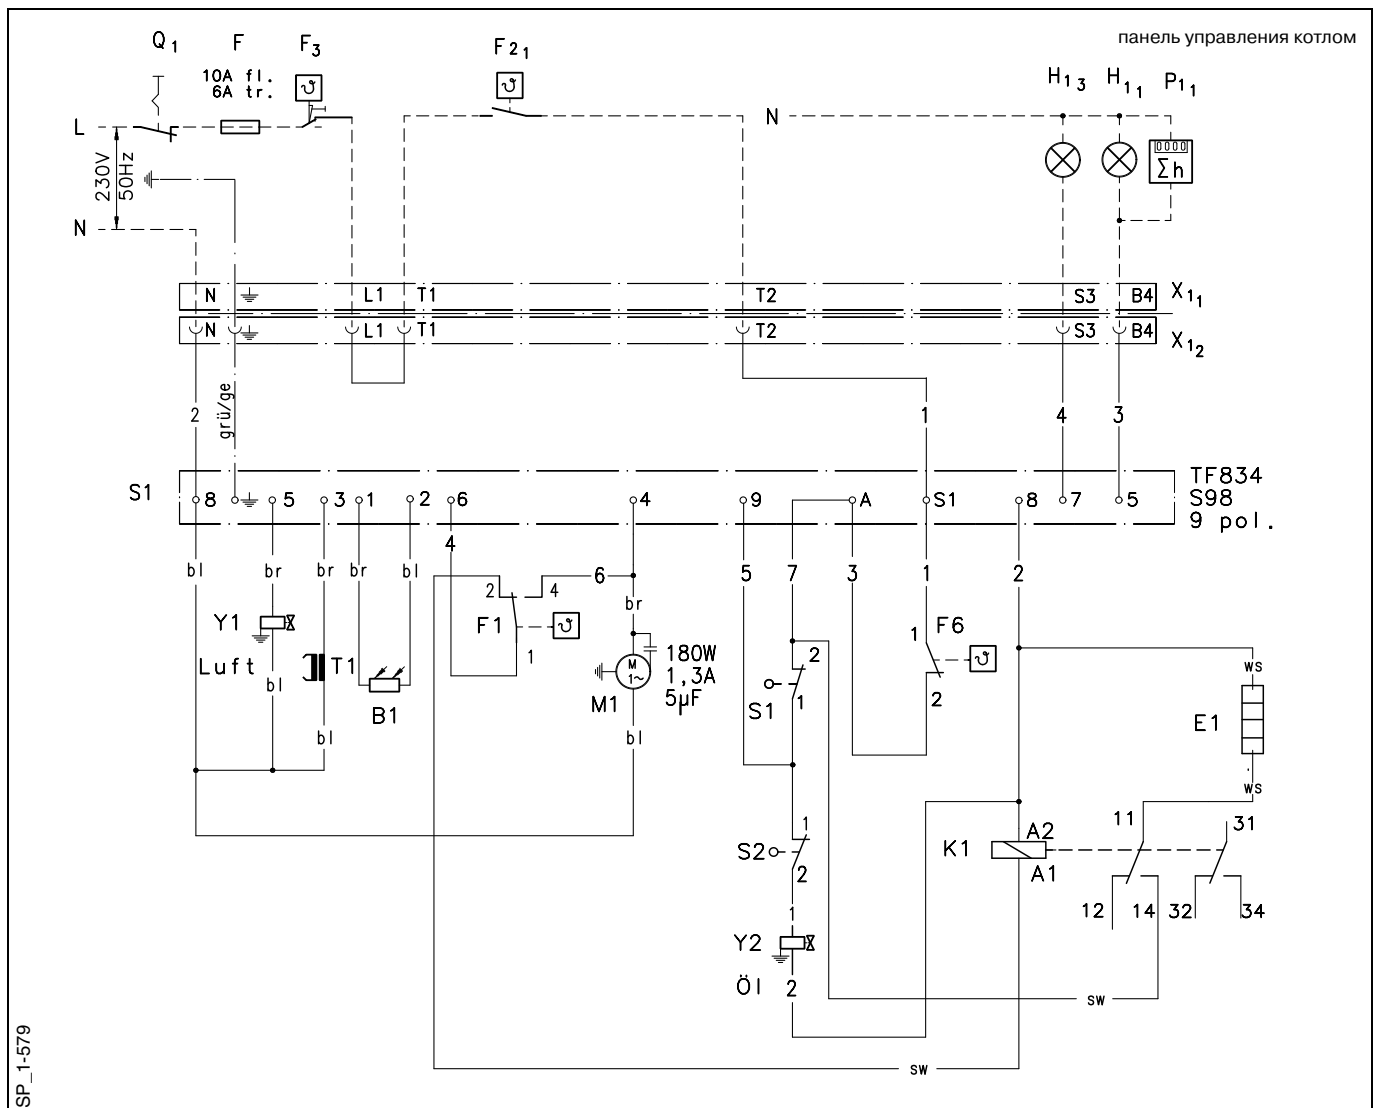 панель управления котлом
Q1 F F3 F21 H13 H11 P11
10A fl.
6A tr.
ϑ ϑ
L N
0000
Σh
230V
50Hz
N
N L1 T1 T2 S3 B4 X11
N L1 T1 T2 S3 B4 X12
2 grü/ge 1 4 3
S1 8 5 3 1 2 6 4 9 A S1 8 7 5
TF834
S98
9 pol.
4
bl br br br bl 6 5 7 3 1 2
2 4
br
Y1 F1 ϑ 1 F6
Luft T1 1 M 1~ 180W 2 ϑ ws
bl 1,3A
B1 M1 5µF S1 1 2
E1
bl bl
ws
11 31
1 A2
S2 K1
2 A1
1 12 14 32 34
Y2
Öl 2
sw
sw
SP_1-579